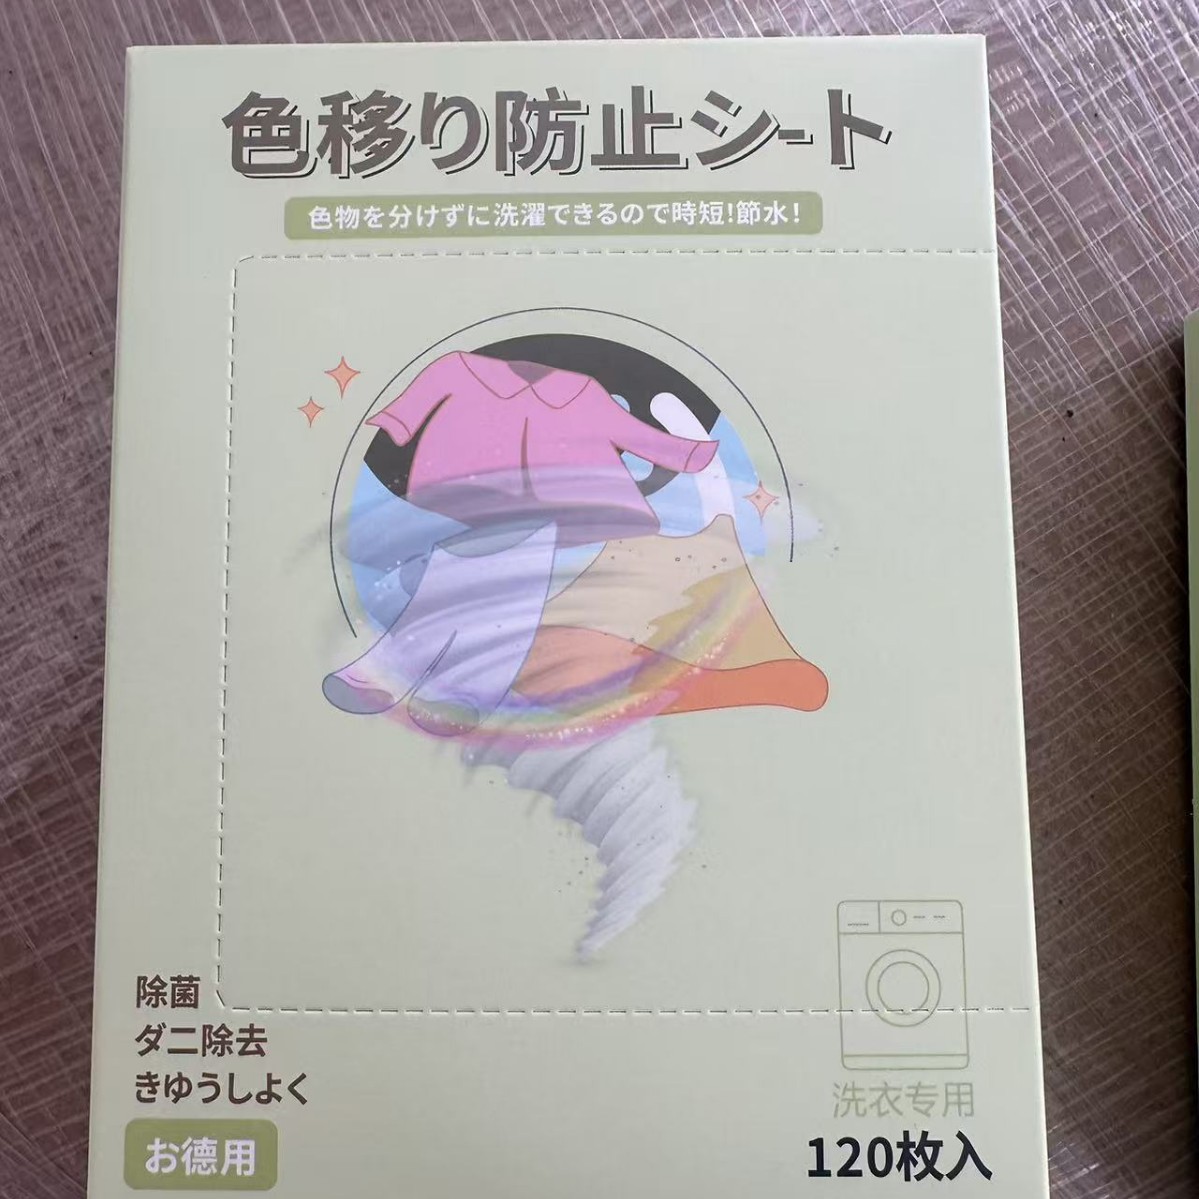 色移り防止シート
色物を分けずに洗濯できるので時短!節水!
除菌
ダニ除去
きゆうしよく
お徳用
洗衣专用
120枚入